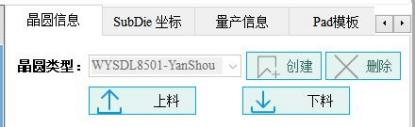 晶圆信息 SubDie 坐标 量产信息 Pad模板
晶圆类型： WYSDL8501-YanShou 创建 删除
上料 下料